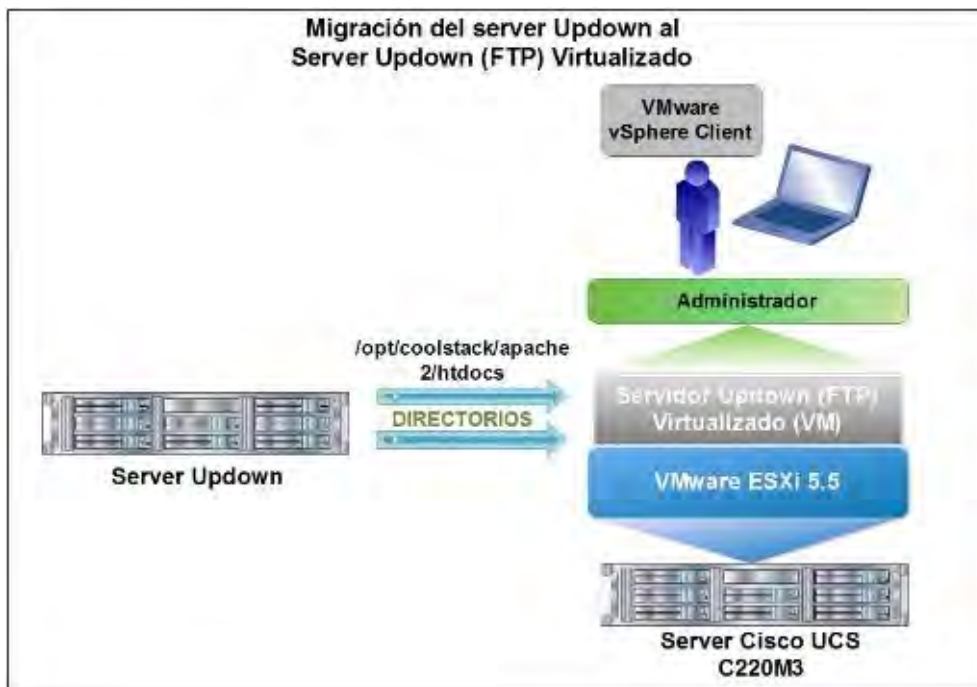 Migración del server Updown al
Server Updown (FTP) Virtualizado
VMware
vSphere Client
Administrador
/opt/coolstack/apache
2/htdocs
DIRECTORIOS
Servidor Updown (FTP)
Virtualizado (VM)
Server Updown
VMware ESXi 5.5
Server Cisco UCS
C220M3